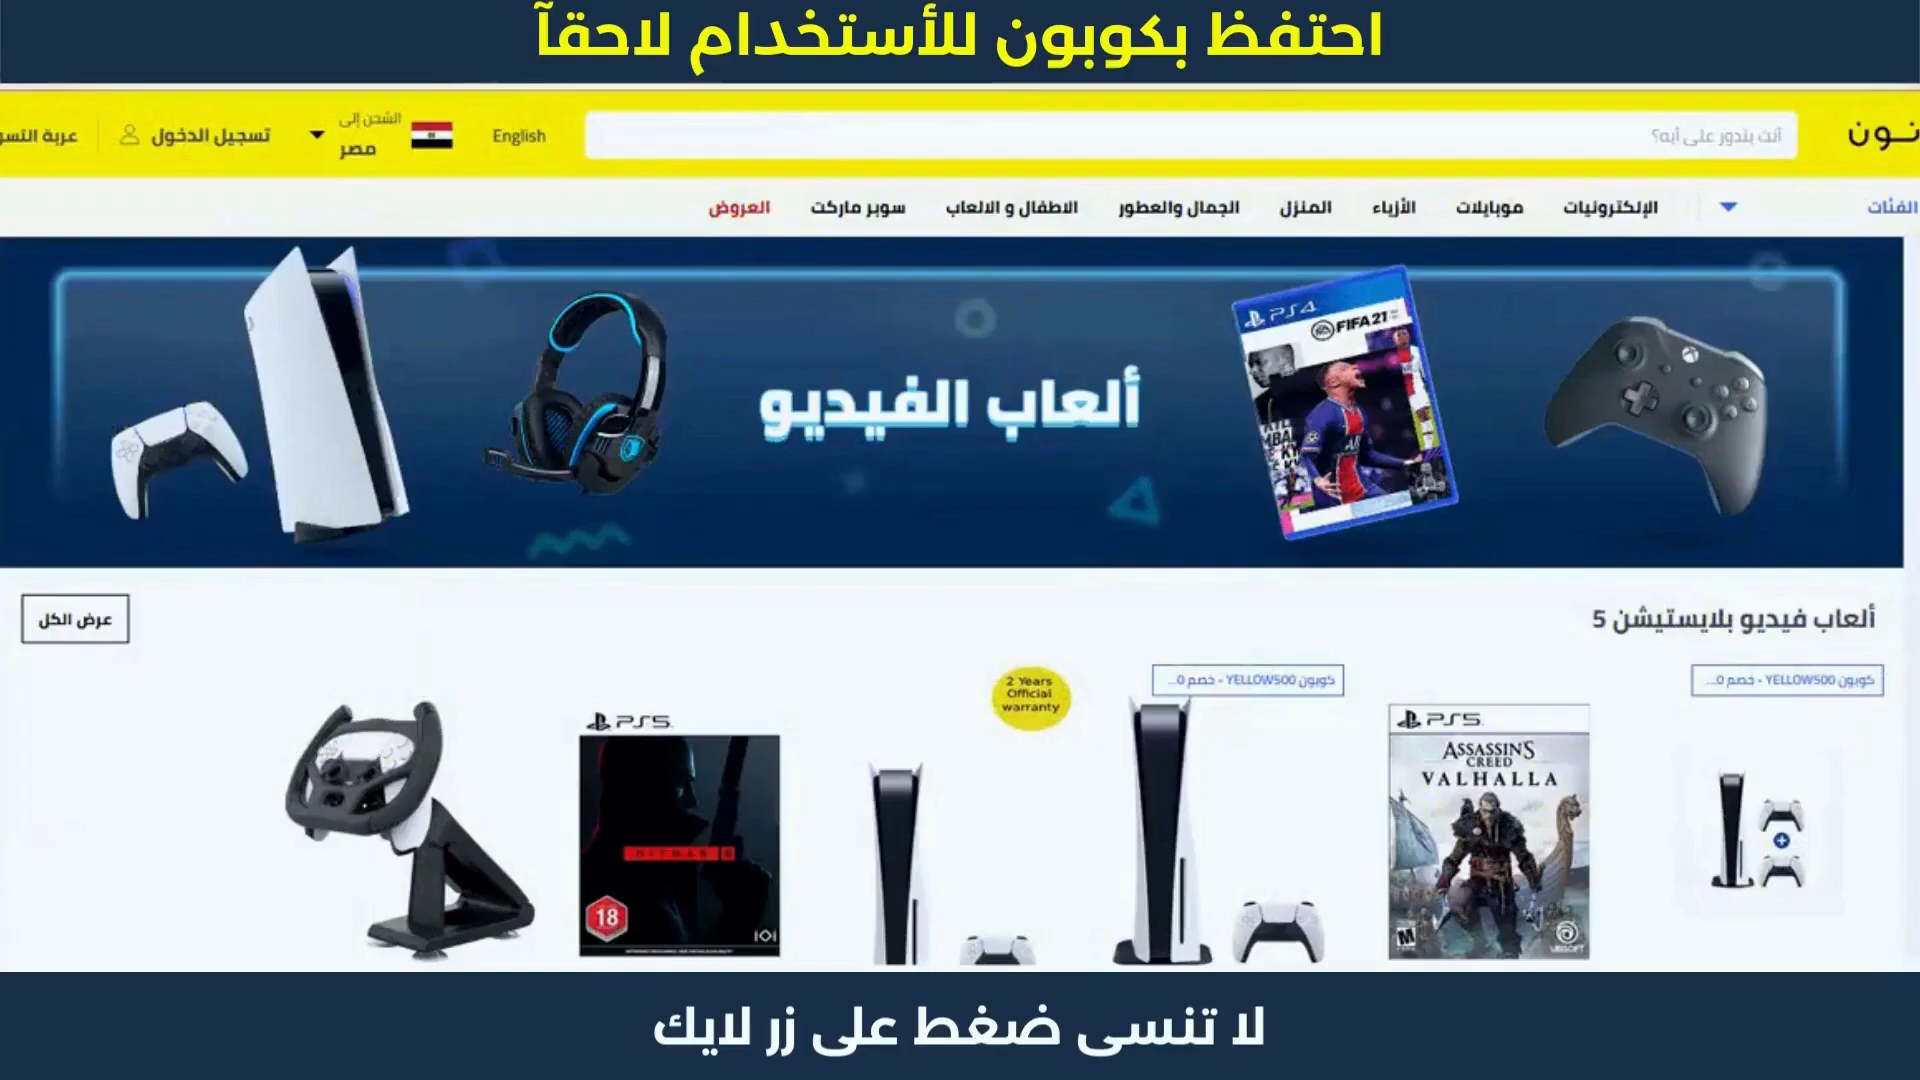 احتفظ بكوبون للأستخدام لاحقآ
نون
أنت بتدور على أيه؟
English
الشحن إلى
مصر
تسجيل الدخول
عربة التسو
الفئات
الإلكترونيات
موبايلات
الأزياء
المنزل
الجمال والعطور
الاطفال و الالعاب
سوبر ماركت
العروض
PS4
FIFA 21
ألعاب الفيديو
ألعاب فيديو بلايستيشن 5
عرض الكل
كوبون YELLOW500 - خصم 0...
كوبون YELLOW500 - خصم 0...
2 Years
Official
warranty
PS5
ASSASSIN'S
CREED
VALHALLA
M
UBISOFT
PS5
HITMAN
18
IOI
لا تنسى ضغط على زر لايك